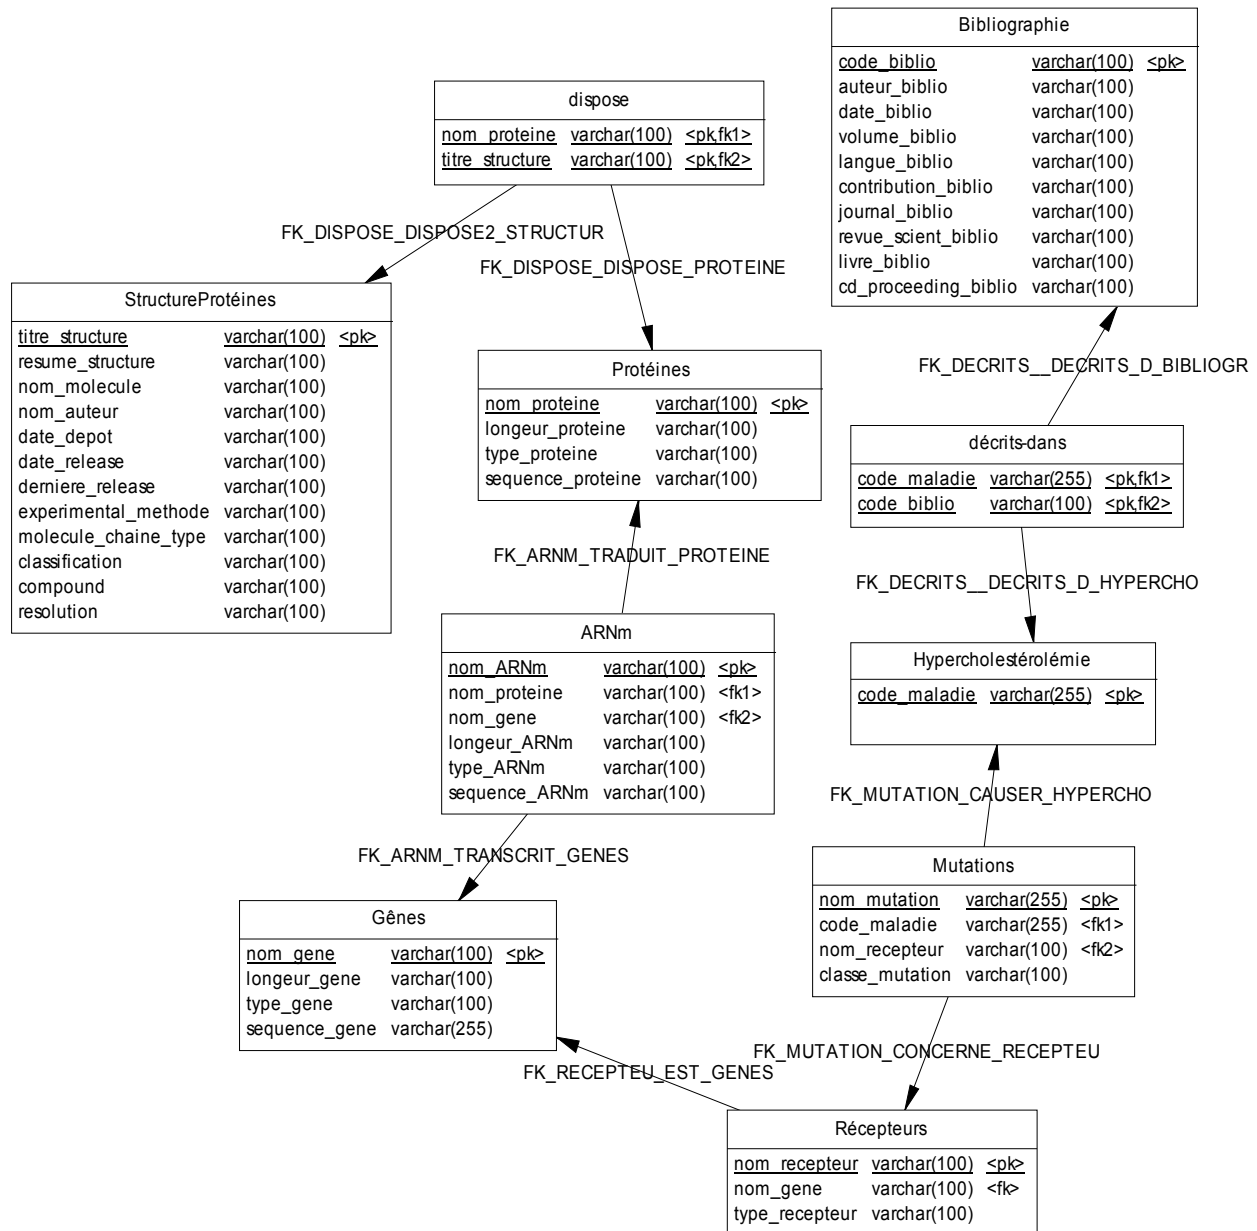 Bibliographie
code_biblio varchar(100) <pk>
auteur_biblio varchar(100)
date_biblio varchar(100)
volume_biblio varchar(100)
langue_biblio varchar(100)
contribution_biblio varchar(100)
journal_biblio varchar(100)
revue_scient_biblio varchar(100)
livre_biblio varchar(100)
cd_proceeding_biblio varchar(100)
dispose
nom_proteine varchar(100) <pk,fk1>
titre_structure varchar(100) <pk,fk2>
FK_DISPOSE_DISPOSE2_STRUCTUR
FK_DISPOSE_DISPOSE_PROTEINE
StructureProtéines
titre_structure varchar(100) <pk>
resume_structure varchar(100)
nom_molecule varchar(100)
nom_auteur varchar(100)
date_depot varchar(100)
date_release varchar(100)
derniere_release varchar(100)
experimental_methode varchar(100)
molecule_chaine_type varchar(100)
classification varchar(100)
compound varchar(100)
resolution varchar(100)
Protéines
nom_proteine varchar(100) <pk>
longeur_proteine varchar(100)
type_proteine varchar(100)
sequence_proteine varchar(100)
FK_DECRITS__DECRITS_D_BIBLIOGR
décrits-dans
code_maladie varchar(255) <pk,fk1>
code_biblio varchar(100) <pk,fk2>
FK_ARNM_TRADUIT_PROTEINE
FK_DECRITS__DECRITS_D_HYPERCHO
ARNm
nom_ARNm varchar(100) <pk>
nom_proteine varchar(100) <fk1>
nom_gene varchar(100) <fk2>
longeur_ARNm varchar(100)
type_ARNm varchar(100)
sequence_ARNm varchar(100)
Hypercholestérolémie
code_maladie varchar(255) <pk>
FK_MUTATION_CAUSER_HYPERCHO
FK_ARNM_TRANSCRIT_GENES
Mutations
nom_mutation varchar(255) <pk>
code_maladie varchar(255) <fk1>
nom_recepteur varchar(100) <fk2>
classe_mutation varchar(100)
Gênes
nom_gene varchar(100) <pk>
longeur_gene varchar(100)
type_gene varchar(100)
sequence_gene varchar(255)
FK_MUTATION_CONCERNE_RECEPTEU
FK_RECEPTEU_EST_GENES
Récepteurs
nom_recepteur varchar(100) <pk>
nom_gene varchar(100) <fk>
type_recepteur varchar(100)